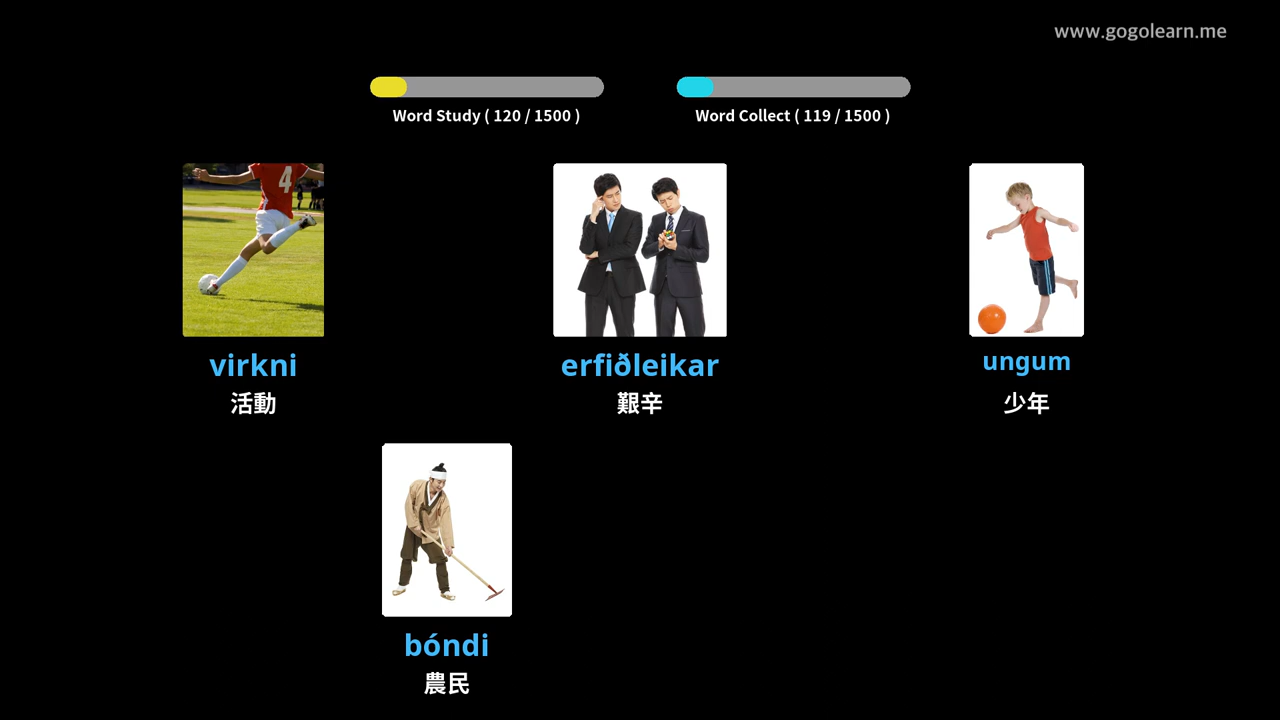 www.gogolearn.me
Word Study ( 120 / 1500 )
Word Collect ( 119 / 1500 )
4
virkni
活動
erfiðleikar
艱辛
ungum
少年
bóndi
農民